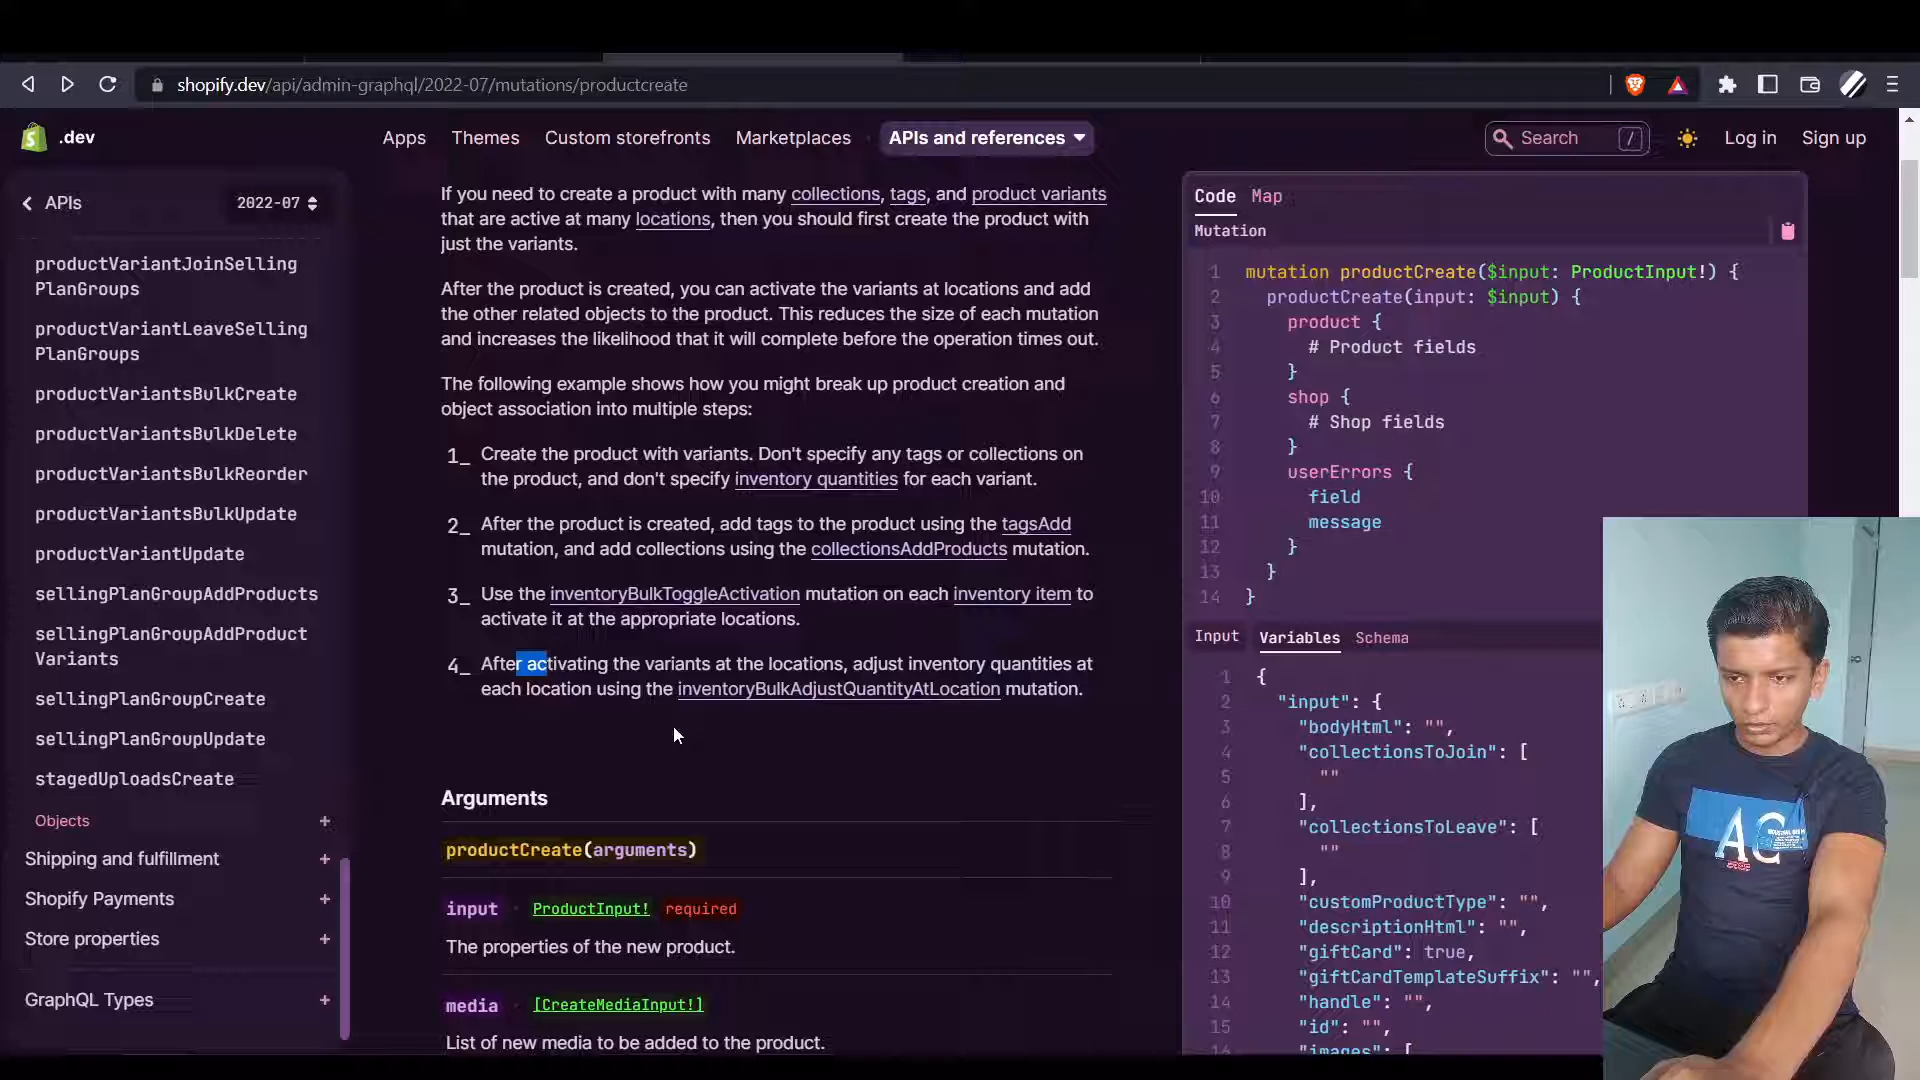 shopify.dev/api/admin-graphql/2022-07/mutations/productcreate
.dev
Apps
Themes
Custom storefronts
Marketplaces
APIs and references
Search
/
Log in
Sign up
APIs
2022-07
productVariantJoinSelling
PlanGroups
productVariantLeaveSelling
PlanGroups
productVariantsBulkCreate
productVariantsBulkDelete
productVariantsBulkReorder
productVariantsBulkUpdate
productVariantUpdate
sellingPlanGroupAddProducts
sellingPlanGroupAddProduct
Variants
sellingPlanGroupCreate
sellingPlanGroupUpdate
stagedUploadsCreate
Objects +
Shipping and fulfillment +
Shopify Payments +
Store properties +
GraphQL Types +
If you need to create a product with many collections, tags, and product variants
that are active at many locations, then you should first create the product with
just the variants.
After the product is created, you can activate the variants at locations and add
the other related objects to the product. This reduces the size of each mutation
and increases the likelihood that it will complete before the operation times out.
The following example shows how you might break up product creation and
object association into multiple steps:
1_ Create the product with variants. Don't specify any tags or collections on
the product, and don't specify inventory quantities for each variant.
2_ After the product is created, add tags to the product using the tagsAdd
mutation, and add collections using the collectionsAddProducts mutation.
3_ Use the inventoryBulkToggleActivation mutation on each inventory item to
activate it at the appropriate locations.
4_ After activating the variants at the locations, adjust inventory quantities at
each location using the inventoryBulkAdjustQuantityAtLocation mutation.
Arguments
productCreate(arguments)
input · ProductInput! required
The properties of the new product.
media · [CreateMediaInput!]
List of new media to be added to the product.
Code Map
Mutation
1 mutation productCreate($input: ProductInput!) {
2 productCreate(input: $input) {
3 product {
4 # Product fields
5 }
6 shop {
7 # Shop fields
8 }
9 userErrors {
10 field
11 message
12 }
13 }
14 }
Input Variables Schema
1 {
2 "input": {
3 "bodyHtml": "",
4 "collectionsToJoin": [
5 ""
6 ],
7 "collectionsToLeave": [
8 ""
9 ],
10 "customProductType": "",
11 "descriptionHtml": "",
12 "giftCard": true,
13 "giftCardTemplateSuffix": "",
14 "handle": "",
15 "id": "",
16 "images": [
AC